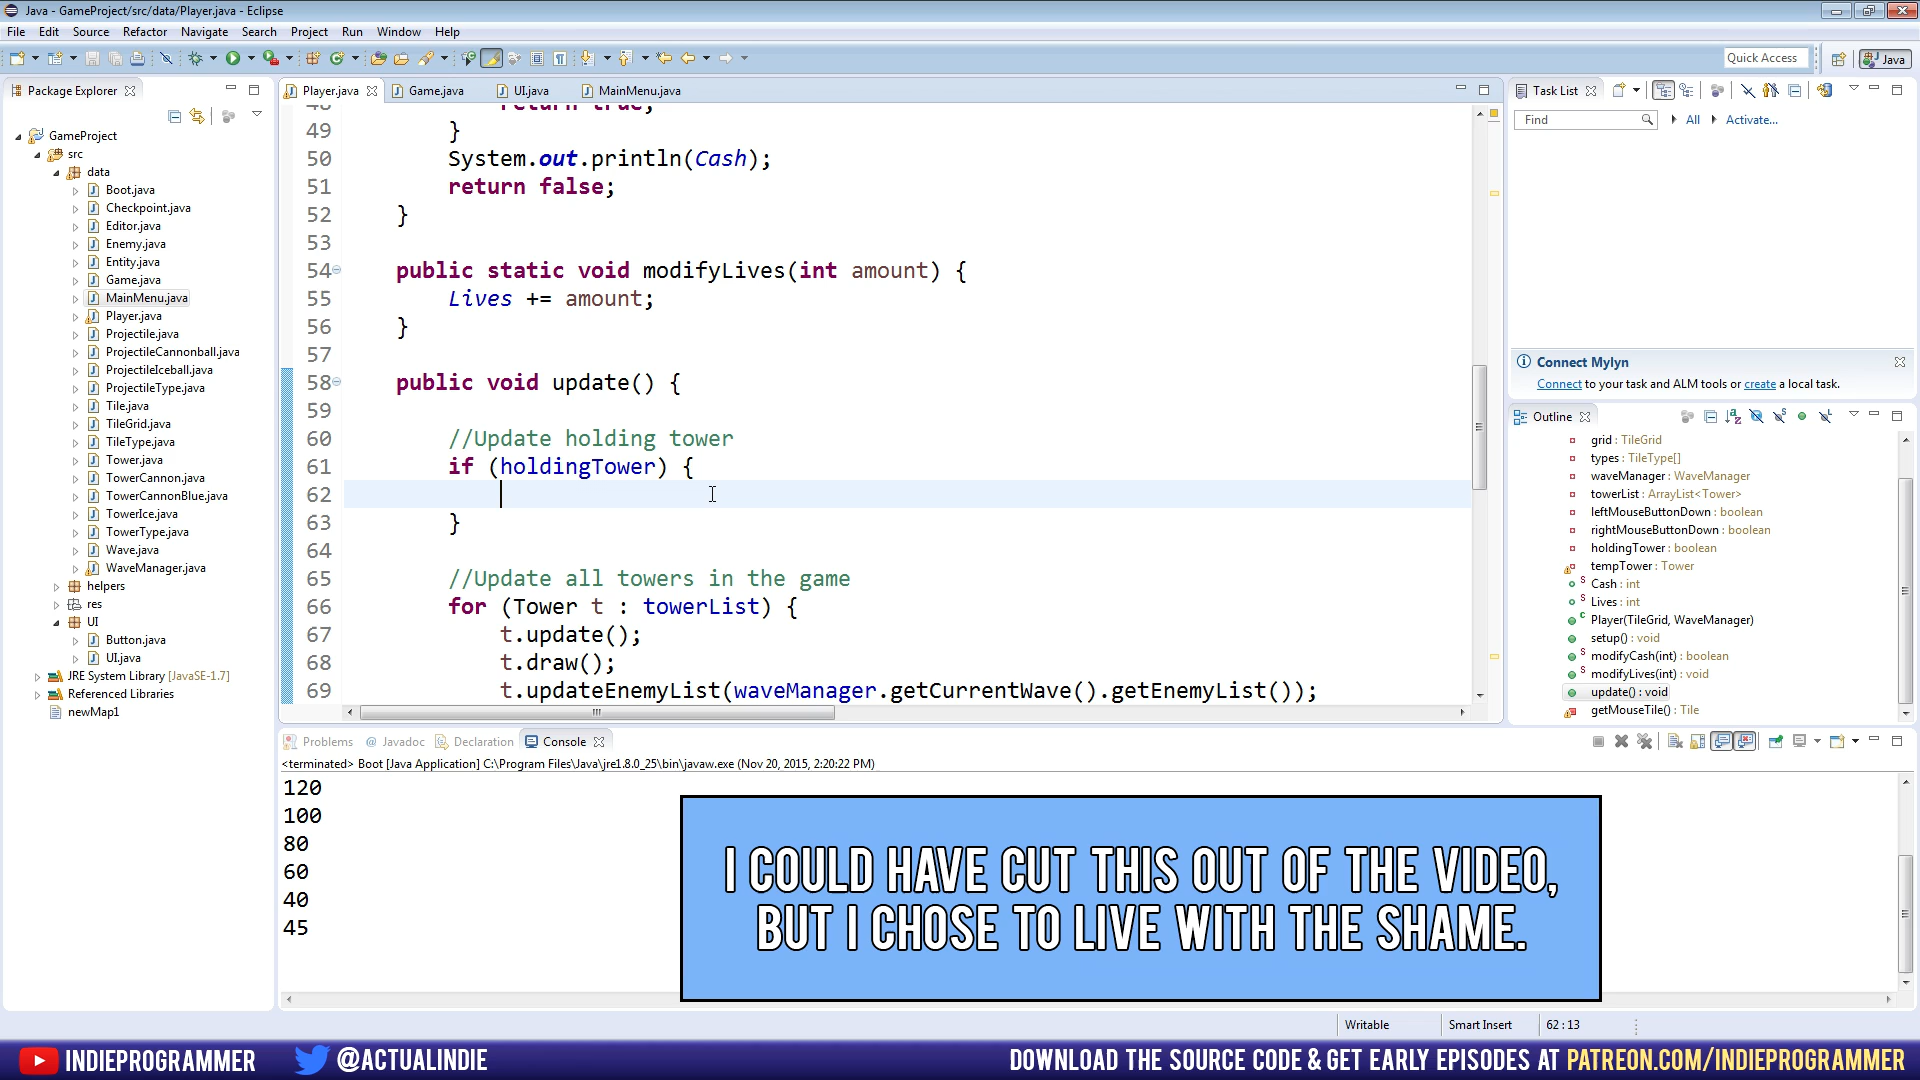 Java - GameProject/src/data/Player.java - Eclipse
File Edit Source Refactor Navigate Search Project Run Window Help
Quick Access
Java
Package Explorer
GameProject
src
data
Boot.java
Checkpoint.java
Editor.java
Enemy.java
Entity.java
Game.java
MainMenu.java
Player.java
Projectile.java
ProjectileCannonball.java
ProjectileIceball.java
ProjectileType.java
Tile.java
TileGrid.java
TileType.java
Tower.java
TowerCannon.java
TowerCannonBlue.java
TowerIce.java
TowerType.java
Wave.java
WaveManager.java
helpers
res
UI
Button.java
UI.java
JRE System Library [JavaSE-1.7]
Referenced Libraries
newMap1
Player.java Game.java UI.java MainMenu.java
48 return true;
49 }
50 System.out.println(Cash);
51 return false;
52 }
53
54 public static void modifyLives(int amount) {
55 Lives += amount;
56 }
57
58 public void update() {
59
60 //Update holding tower
61 if (holdingTower) {
62
63 }
64
65 //Update all towers in the game
66 for (Tower t : towerList) {
67 t.update();
68 t.draw();
69 t.updateEnemyList(waveManager.getCurrentWave().getEnemyList());
Task List
Find All Activate...
Connect Mylyn
Connect to your task and ALM tools or create a local task.
Outline
grid : TileGrid
types : TileType[]
waveManager : WaveManager
towerList : ArrayList<Tower>
leftMouseButtonDown : boolean
rightMouseButtonDown : boolean
holdingTower : boolean
tempTower : Tower
Cash : int
Lives : int
Player(TileGrid, WaveManager)
setup() : void
modifyCash(int) : boolean
modifyLives(int) : void
update() : void
getMouseTile() : Tile
Problems Javadoc Declaration Console
<terminated> Boot [Java Application] C:\Program Files\Java\jre1.8.0_25\bin\javaw.exe (Nov 20, 2015, 2:20:22 PM)
120
100
80
60
40
45
I COULD HAVE CUT THIS OUT OF THE VIDEO,
BUT I CHOSE TO LIVE WITH THE SHAME.
Writable Smart Insert 62 : 13
INDIEPROGRAMMER @ACTUALINDIE DOWNLOAD THE SOURCE CODE & GET EARLY EPISODES AT PATREON.COM/INDIEPROGRAMMER